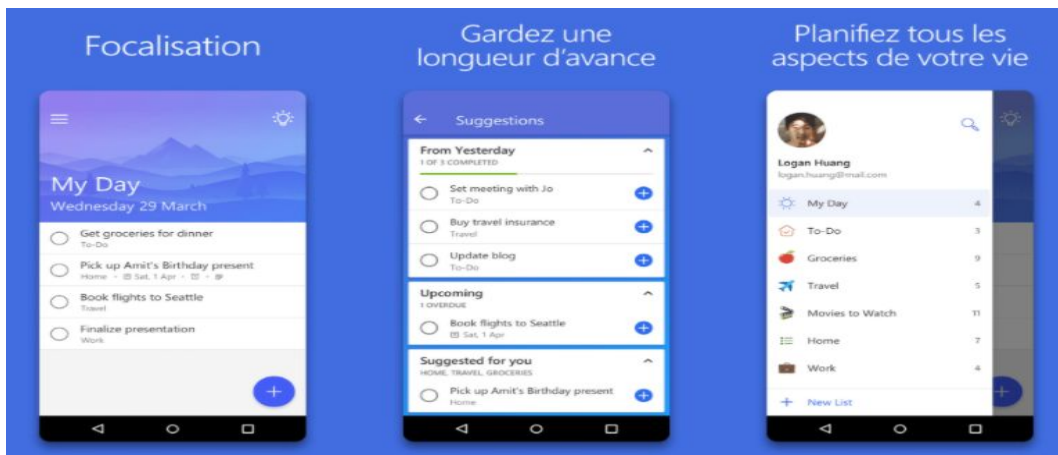 Focalisation
My Day
Wednesday 29 March
Get groceries for dinner
To-Do
Pick up Amit's Birthday present
Home • Sat, 1 Apr
Book flights to Seattle
Travel
Finalize presentation
Work
Gardez une
longueur d'avance
Suggestions
From Yesterday
1 OF 3 COMPLETED
Set meeting with Jo
To-Do
Buy travel insurance
Travel
Update blog
To-Do
Upcoming
1 OVERDUE
Book flights to Seattle
Sat, 1 Apr
Suggested for you
HOME, TRAVEL, GROCERIES
Pick up Amit's Birthday present
Home
Planifiez tous les
aspects de votre vie
Logan Huang
logan.huang@mail.com
My Day 4
To-Do 3
Groceries 9
Travel 5
Movies to Watch 11
Home 7
Work 4
+ New List